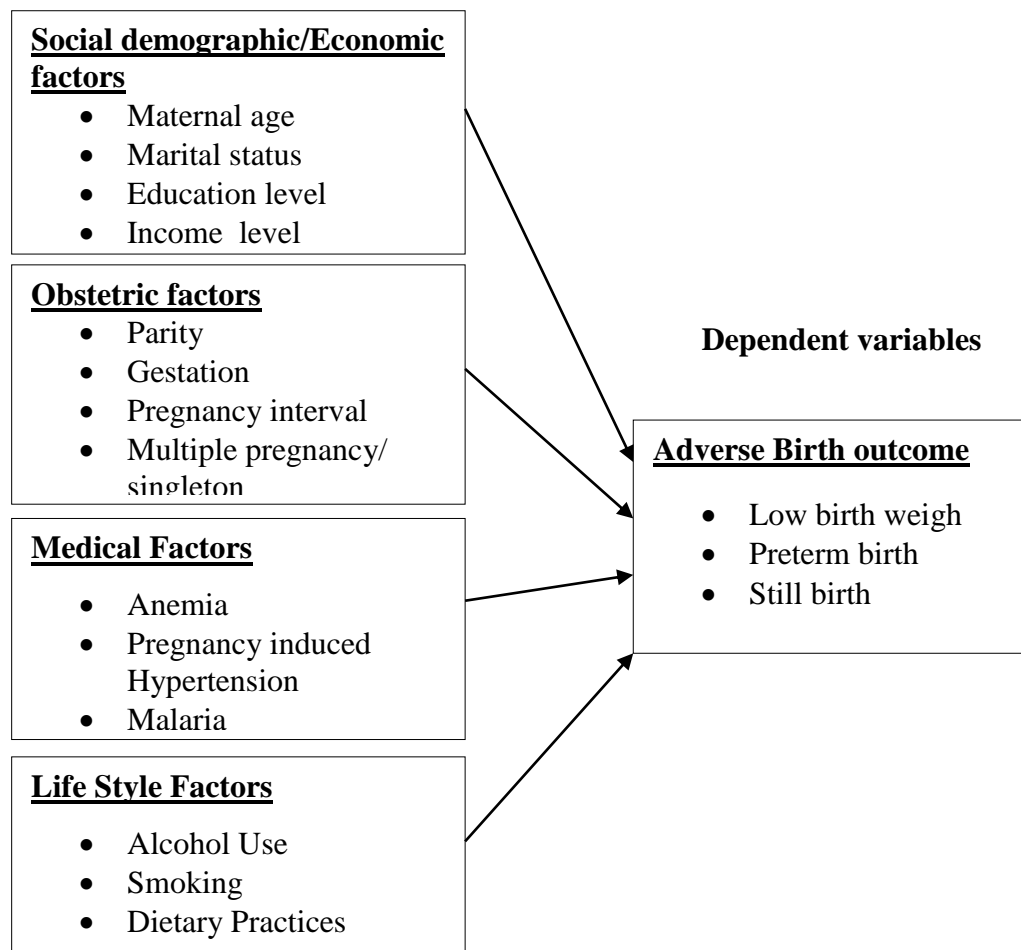 Social demographic/Economic
factors
• Maternal age
• Marital status
• Education level
• Income level
Obstetric factors
• Parity
• Gestation
• Pregnancy interval
• Multiple pregnancy/
singleton
Medical Factors
• Anemia
• Pregnancy induced
Hypertension
• Malaria
Life Style Factors
• Alcohol Use
• Smoking
• Dietary Practices
Dependent variables
Adverse Birth outcome
• Low birth weigh
• Preterm birth
• Still birth